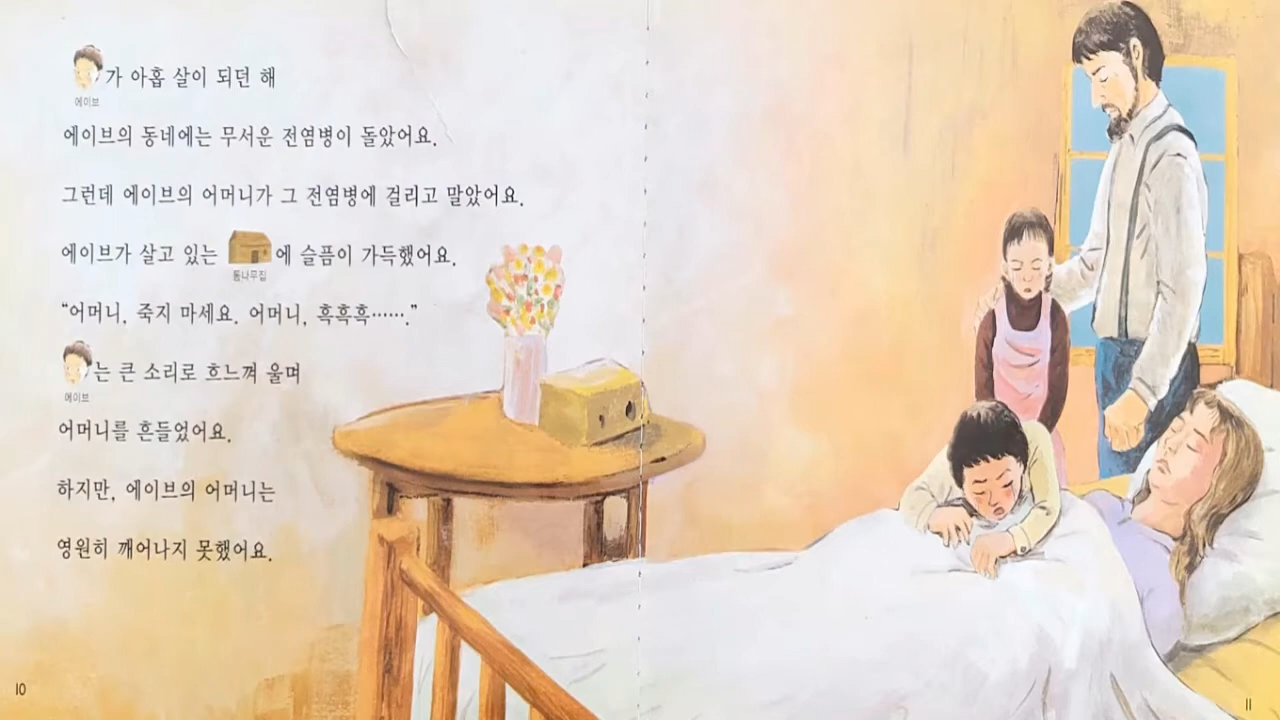 가 아홉 살이 되던 해
에이브
에이브의 동네에는 무서운 전염병이 돌았어요.
그런데 에이브의 어머니가 그 전염병에 걸리고 말았어요.
에이브가 살고 있는 에 슬픔이 가득했어요.
통나무집
“어머니, 죽지 마세요. 어머니, 흑흑흑…….”
는 큰 소리로 흐느껴 울며
에이브
어머니를 흔들었어요.
하지만, 에이브의 어머니는
영원히 깨어나지 못했어요.
10
11